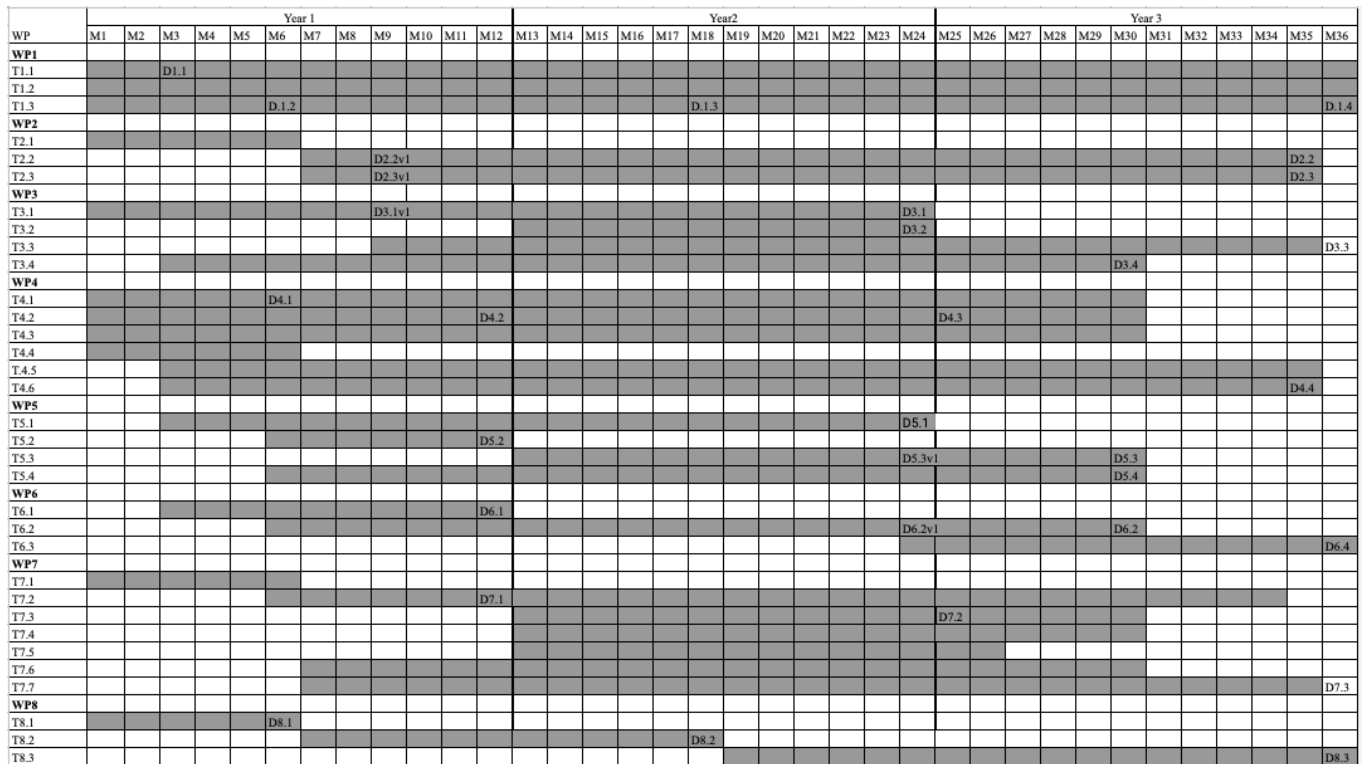 Year 1 Year2 Year 3
WP M1 M2 M3 M4 M5 M6 M7 M8 M9 M10 M11 M12 M13 M14 M15 M16 M17 M18 M19 M20 M21 M22 M23 M24 M25 M26 M27 M28 M29 M30 M31 M32 M33 M34 M35 M36
WP1
T1.1 D1.1
T1.2
T1.3 D.1.2 D.1.3 D.1.4
WP2
T2.1
T2.2 D2.2v1 D2.2
T2.3 D2.3v1 D2.3
WP3
T3.1 D3.1v1 D3.1
T3.2 D3.2
T3.3 D3.3
T3.4 D3.4
WP4
T4.1 D4.1
T4.2 D4.2 D4.3
T4.3
T4.4
T.4.5
T4.6 D4.4
WP5
T5.1 D5.1
T5.2 D5.2
T5.3 D5.3v1 D5.3
T5.4 D5.4
WP6
T6.1 D6.1
T6.2 D6.2v1 D6.2
T6.3 D6.4
WP7
T7.1
T7.2 D7.1
T7.3 D7.2
T7.4
T7.5
T7.6
T7.7 D7.3
WP8
T8.1 D8.1
T8.2 D8.2
T8.3 D8.3